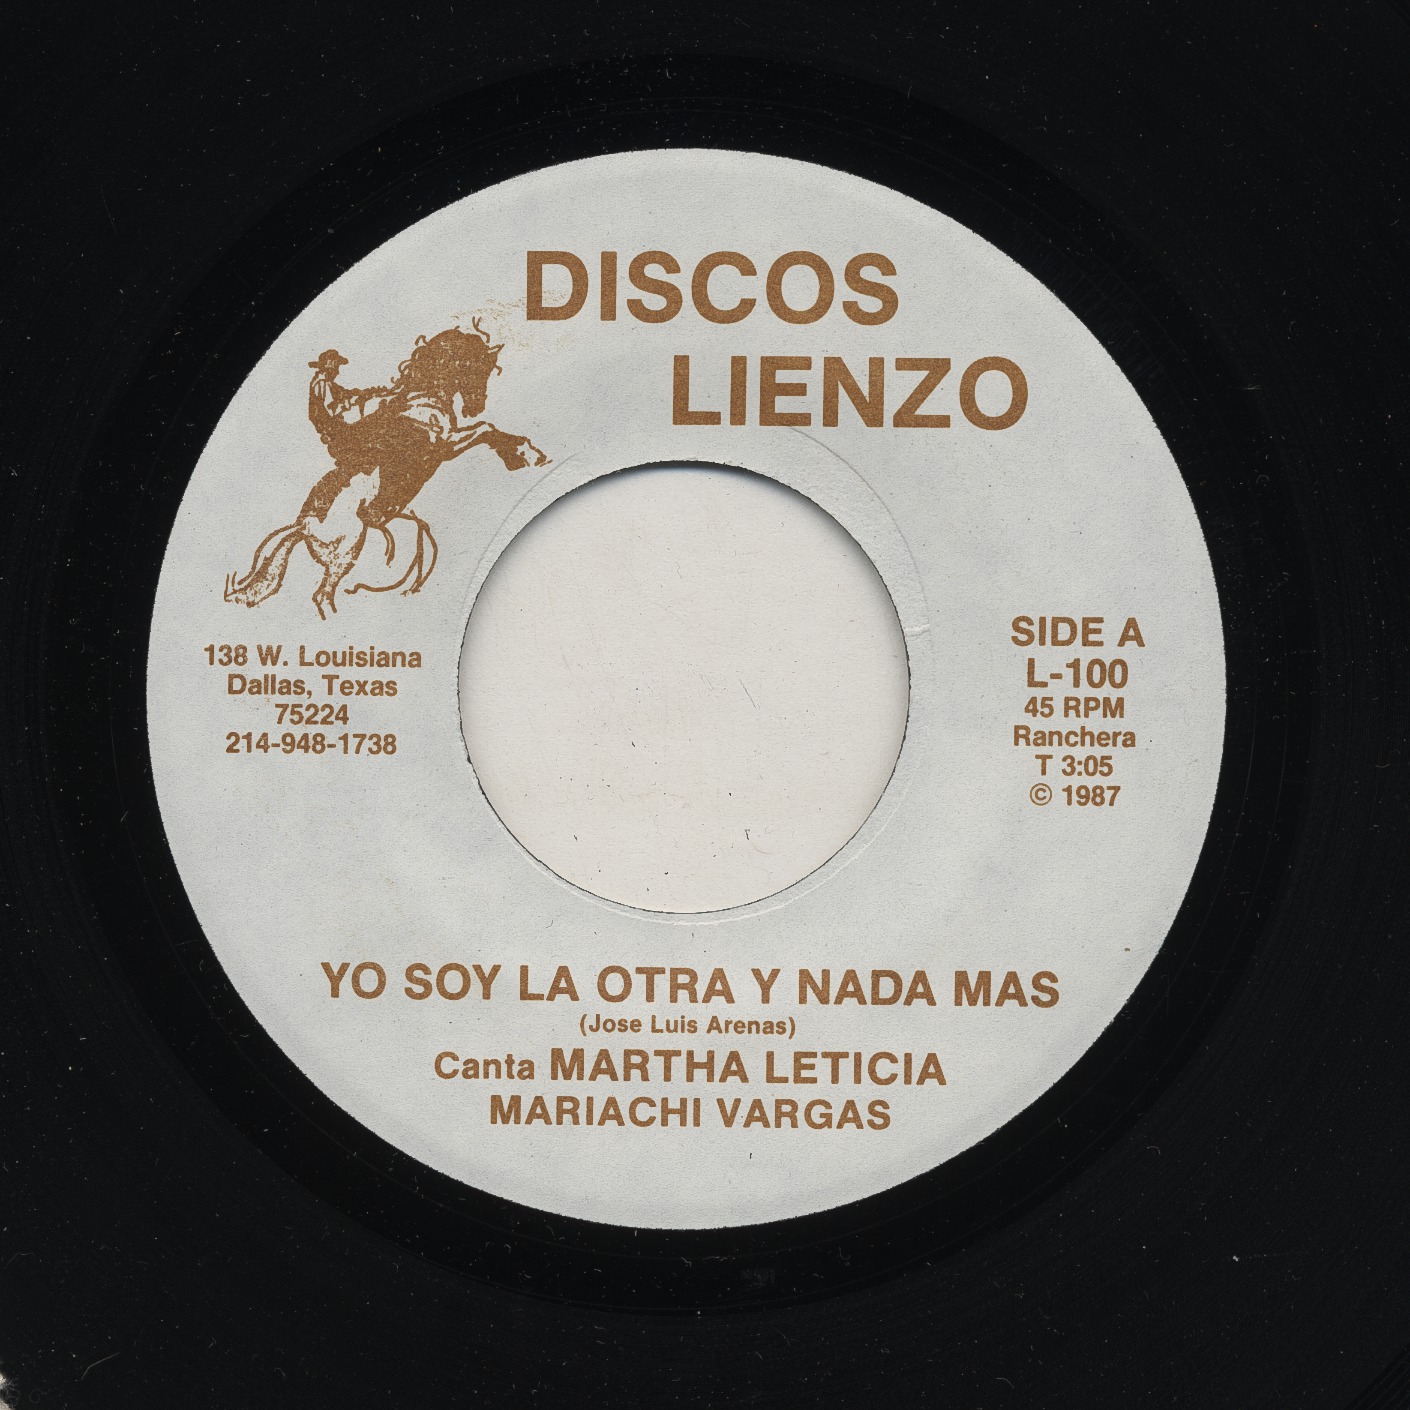 DISCOS
LIENZO
138 W. Louisiana
Dallas, Texas
75224
214-948-1738
SIDE A
L-100
45 RPM
Ranchera
T 3:05
© 1987
YO SOY LA OTRA Y NADA MAS
(Jose Luis Arenas)
Canta MARTHA LETICIA
MARIACHI VARGAS